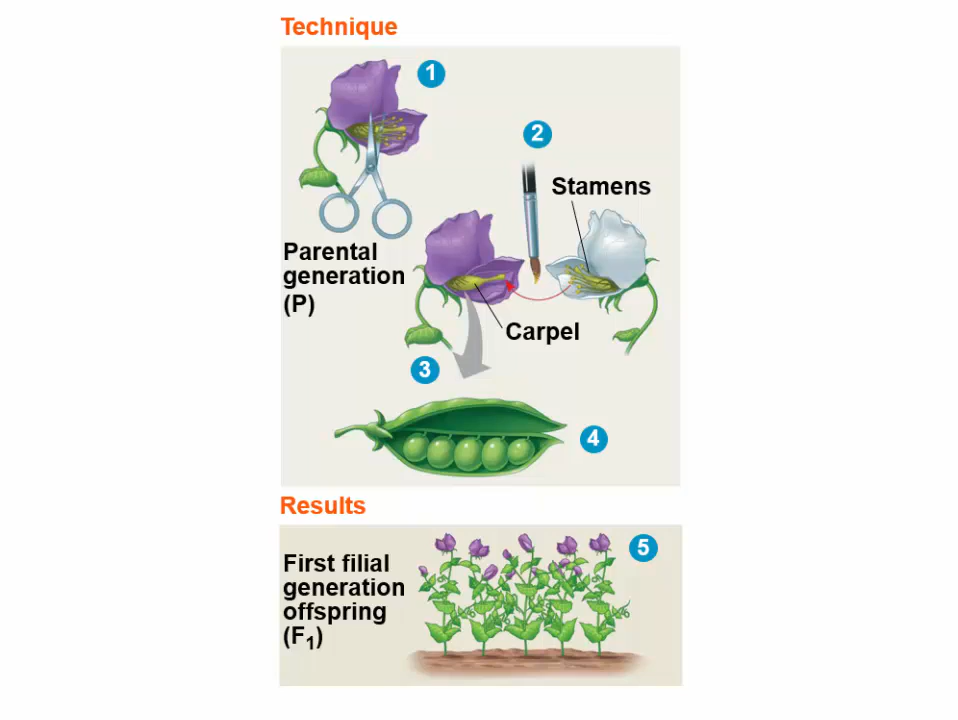 Technique
1
2
Stamens
Parental
generation
(P)
Carpel
3
4
Results
5
First filial
generation
offspring
(F1)